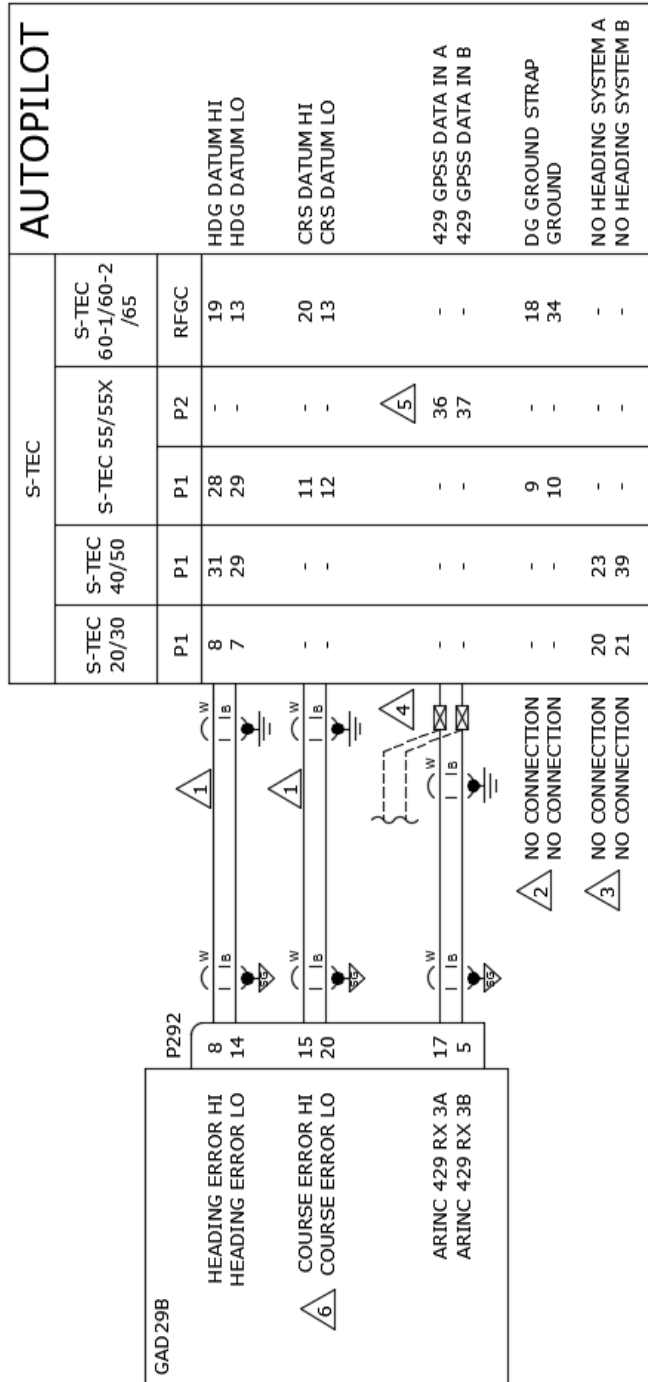 GAD29B
P292
HEADING ERROR HI 8
HEADING ERROR LO 14
COURSE ERROR HI 15
6 COURSE ERROR LO 20
ARINC 429 RX 3A 17
ARINC 429 RX 3B 5
W
B
SG
W
B
SG
W
B
SG
1
1
W
B
W
B
W
B
4
2 NO CONNECTION
NO CONNECTION
3 NO CONNECTION
NO CONNECTION
S-TEC AUTOPILOT
S-TEC 20/30 S-TEC 40/50 S-TEC 55/55X S-TEC 60-1/60-2 /65
P1 P1 P1 P2 RFGC
8 31 28 - 19 HDG DATUM HI
7 29 29 - 13 HDG DATUM LO
- - 11 - 20 CRS DATUM HI
- - 12 - 13 CRS DATUM LO
5
- - - 36 - 429 GPSS DATA IN A
- - - 37 - 429 GPSS DATA IN B
- - 9 - 18 DG GROUND STRAP
- - 10 - 34 GROUND
20 23 - - - NO HEADING SYSTEM A
21 39 - - - NO HEADING SYSTEM B